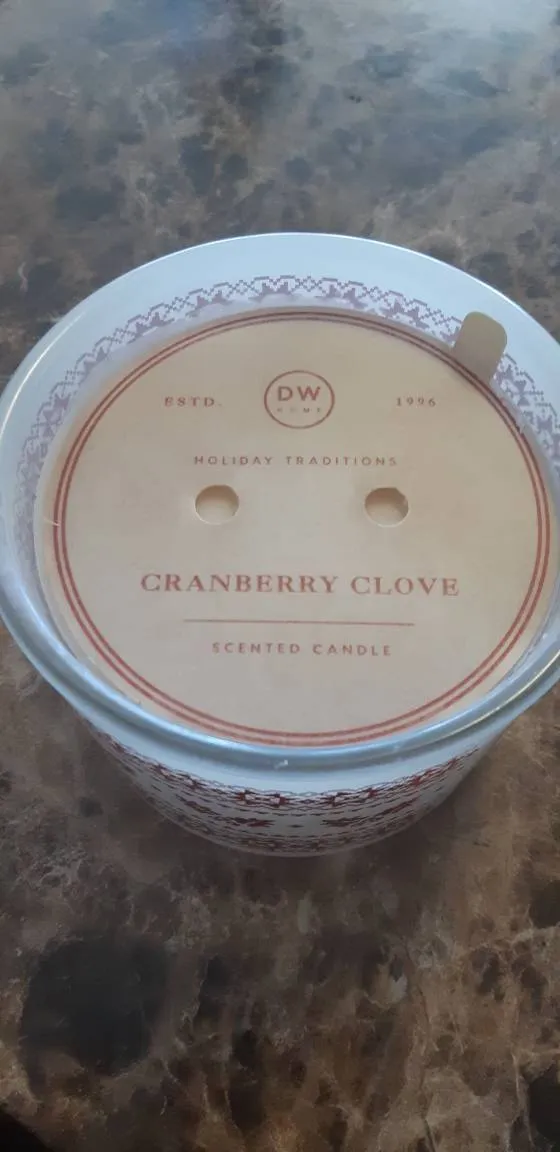 DW
HOME
ESTD. 1996
HOLIDAY TRADITIONS
CRANBERRY CLOVE
SCENTED CANDLE